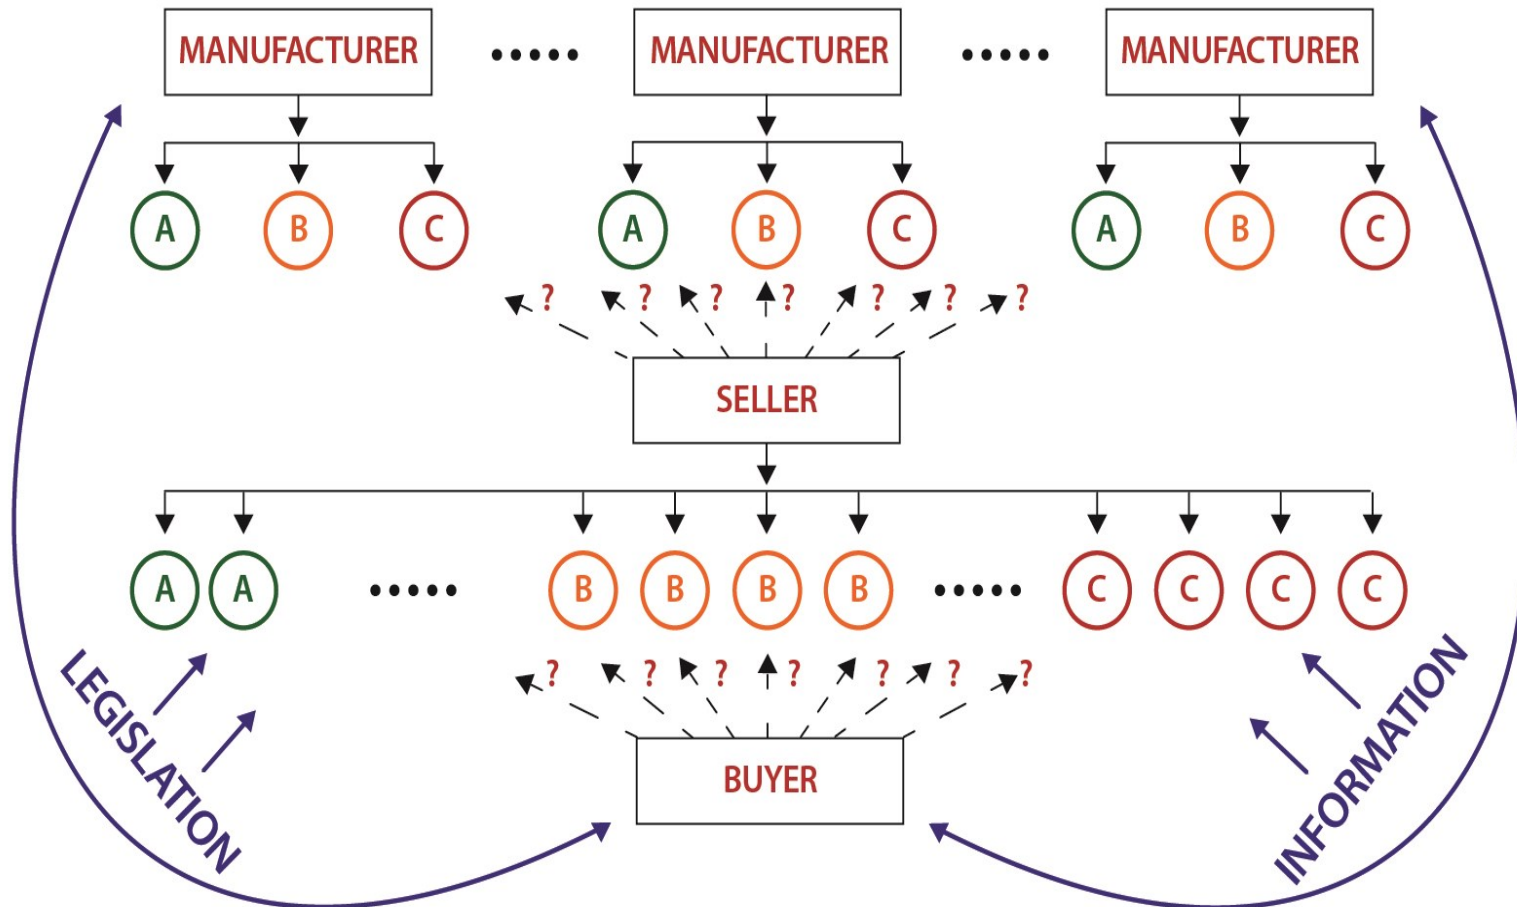 MANUFACTURER ..... MANUFACTURER ..... MANUFACTURER
A B C A B C A B C
? ? ? ? ? ? ?
SELLER
A A ..... B B B B ..... C C C C
? ? ? ? ? ? ?
LEGISLATION
INFORMATION
BUYER